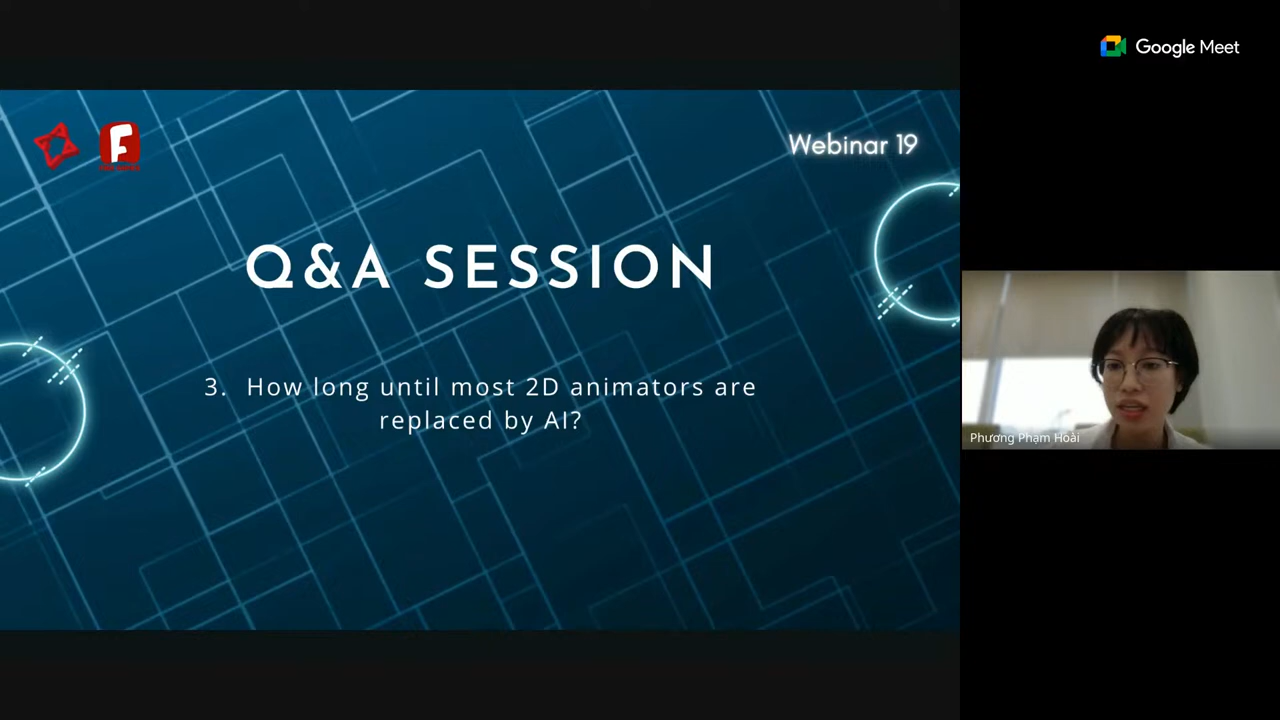 Google Meet
F
Webinar 19
Q&A SESSION
3. How long until most 2D animators are
replaced by AI?
Phương Phạm Hoài